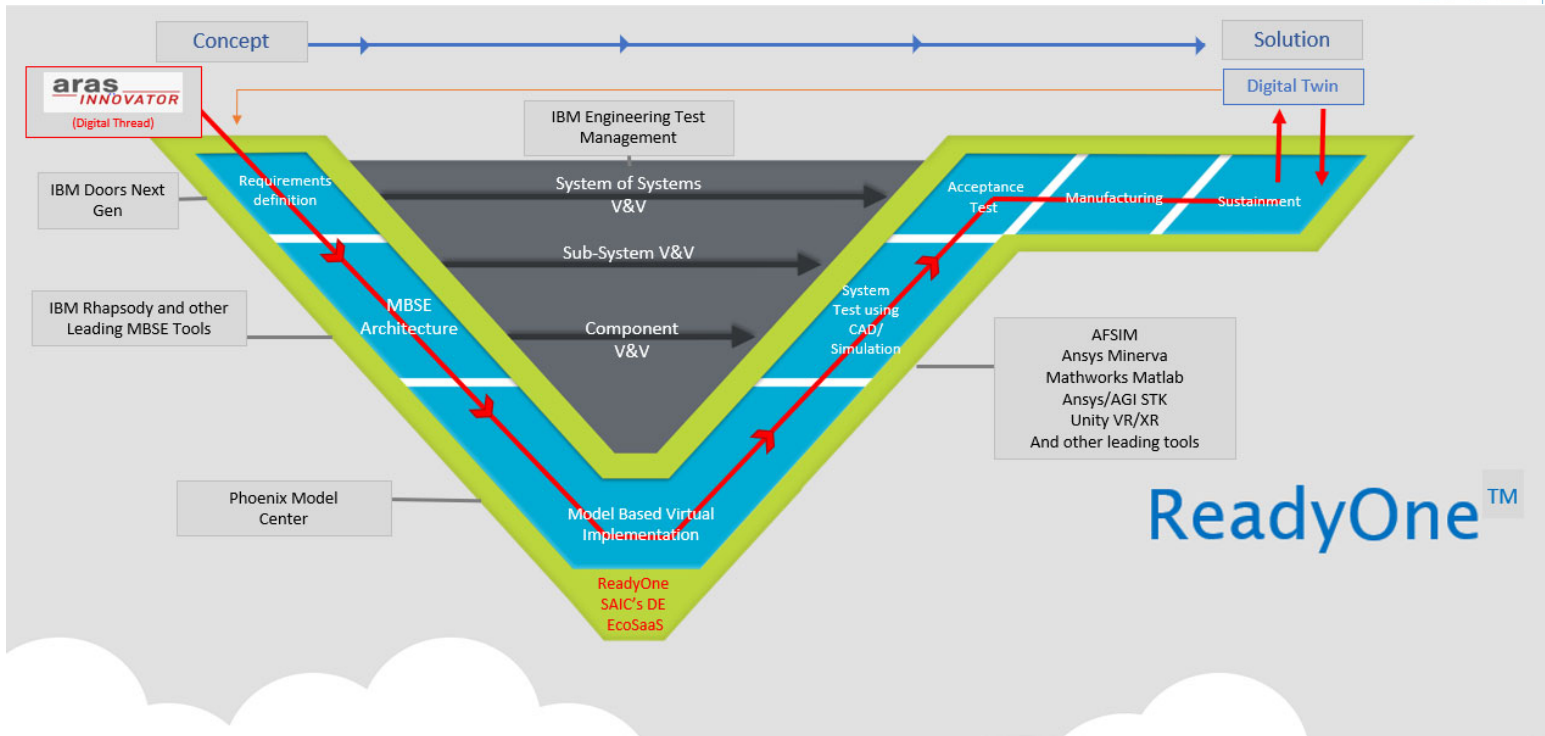 Concept
Solution
aras
INNOVATOR
(Digital Thread)
Digital Twin
IBM Engineering Test
Management
IBM Doors Next
Gen
Requirements
definition
System of Systems
V&V
Acceptance
Test
Manufacturing
Sustainment
Sub-System V&V
IBM Rhapsody and other
Leading MBSE Tools
MBSE
Architecture
Component
V&V
System
Test using
CAD/
Simulation
AFSIM
Ansys Minerva
Mathworks Matlab
Ansys/AGI STK
Unity VR/XR
And other leading tools
Phoenix Model
Center
Model Based Virtual
Implementation
ReadyOne™
ReadyOne
SAIC's DE
EcoSaaS